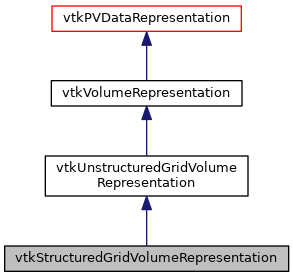 vtkPVDataRepresentation
vtkVolumeRepresentation
vtkUnstructuredGridVolume
Representation
vtkStructuredGridVolumeRepresentation